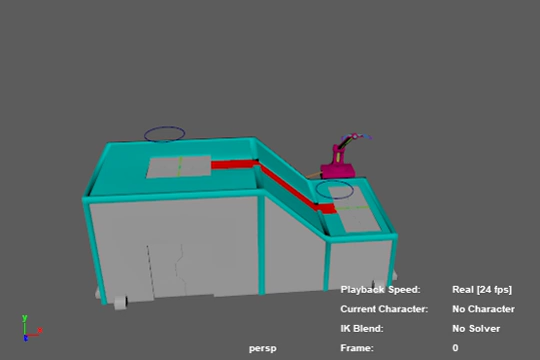 Playback Speed: Real [24 fps]
Current Character: No Character
IK Blend: No Solver
persp Frame: 0
y
x